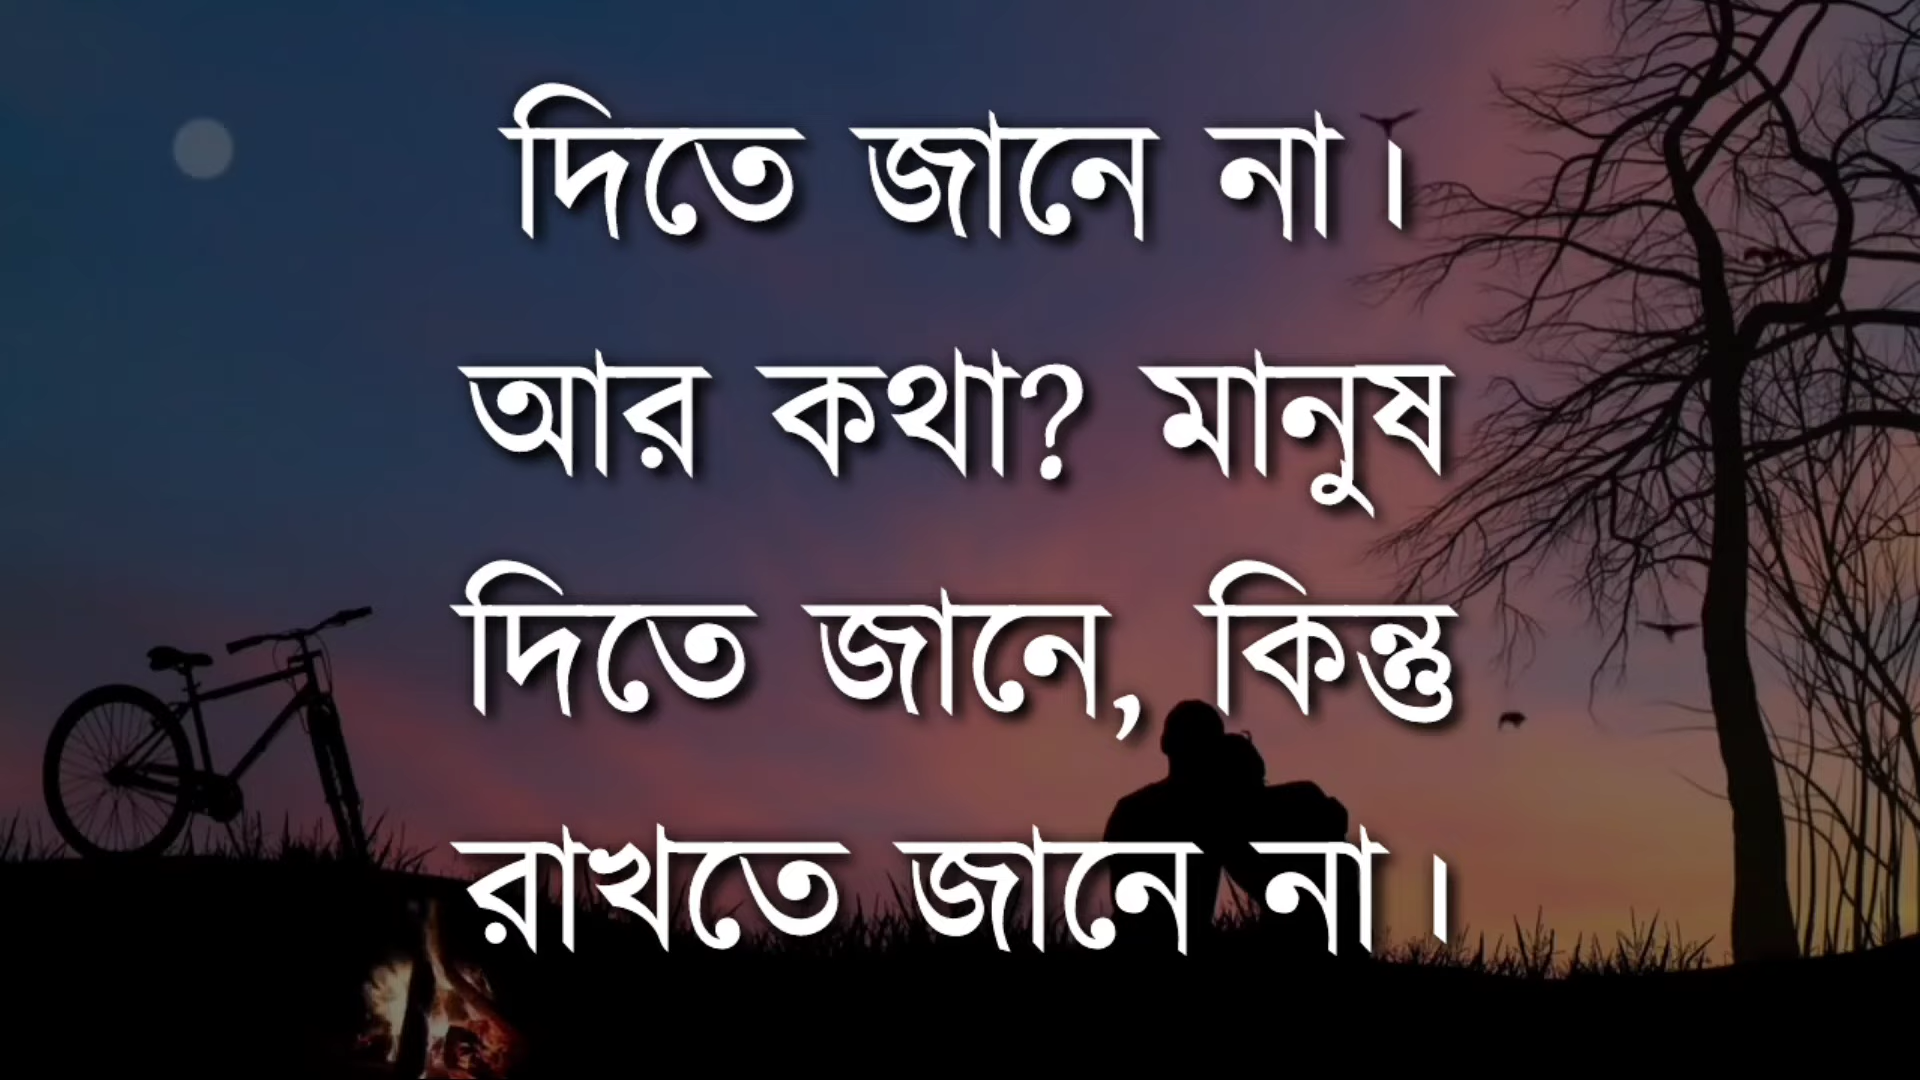 দিতে জানে না।
আর কথা? মানুষ
দিতে জানে, কিন্তু
রাখতে জানে না।